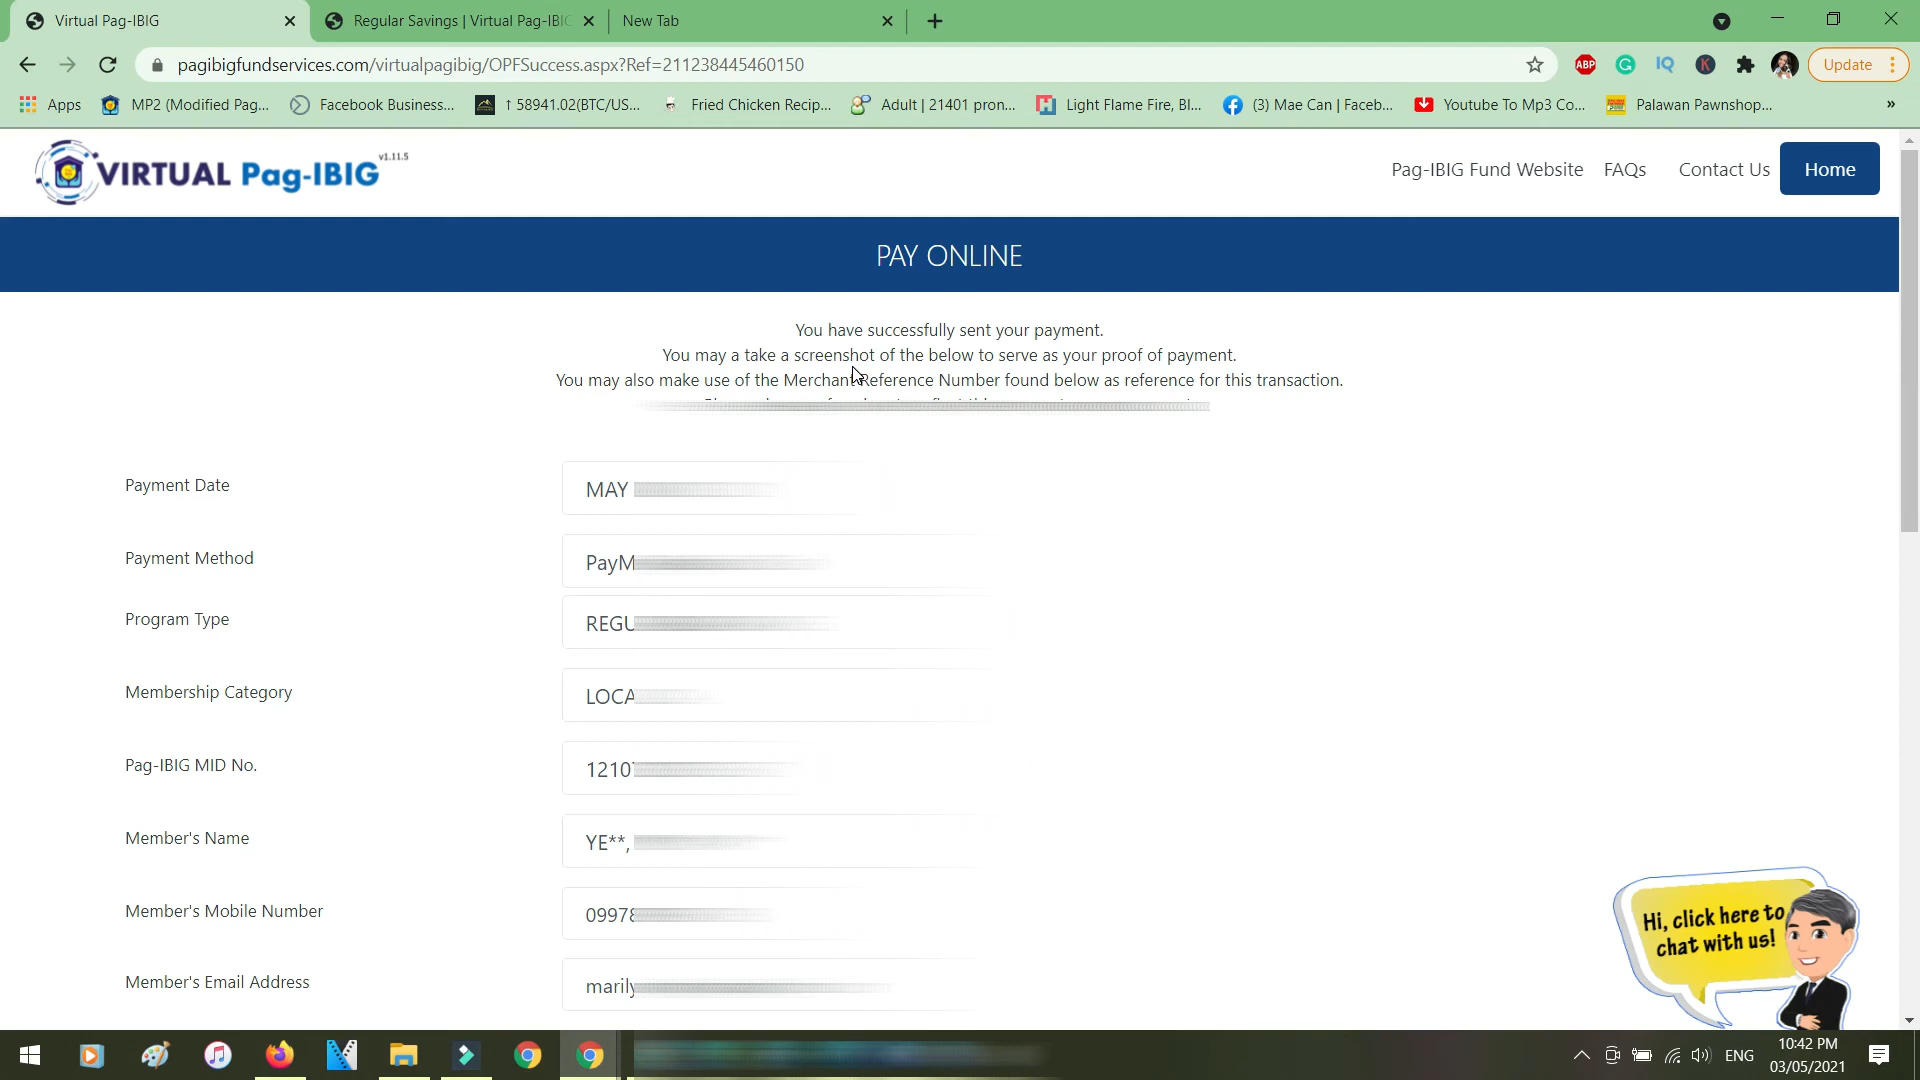 Virtual Pag-IBIG
Regular Savings | Virtual Pag-IBIG
New Tab
pagibigfundservices.com/virtualpagibig/OPFSuccess.aspx?Ref=211238445460150
ABP
IQ
K
Update
Apps
MP2 (Modified Pag...
Facebook Business...
↑ 58941.02(BTC/US...
Fried Chicken Recip...
Adult | 21401 pron...
Light Flame Fire, Bl...
(3) Mae Can | Faceb...
Youtube To Mp3 Co...
Palawan Pawnshop...
»
VIRTUAL Pag-IBIG v1.11.5
Pag-IBIG Fund Website
FAQs
Contact Us
Home
PAY ONLINE
You have successfully sent your payment.
You may a take a screenshot of the below to serve as your proof of payment.
You may also make use of the Merchant Reference Number found below as reference for this transaction.
Payment Date
MAY
Payment Method
PayM
Program Type
REGU
Membership Category
LOCA
Pag-IBIG MID No.
1210
Member's Name
YE**,
Member's Mobile Number
0997
Member's Email Address
marily
Hi, click here to
chat with us!
ENG
10:42 PM
03/05/2021